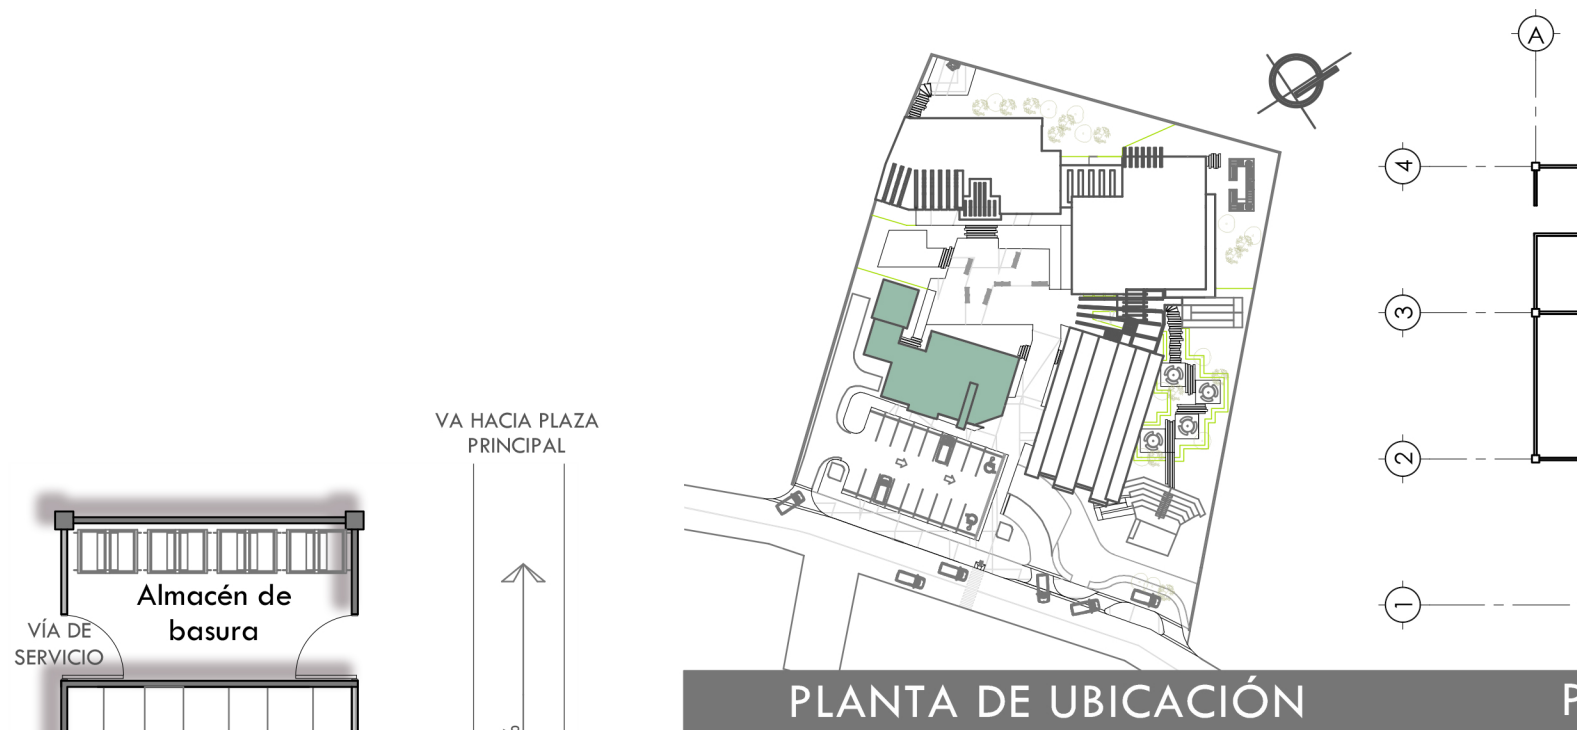 A
4
3
2
1
VA HACIA PLAZA
PRINCIPAL
Almacén de
basura
VÍA DE
SERVICIO
PLANTA DE UBICACIÓN